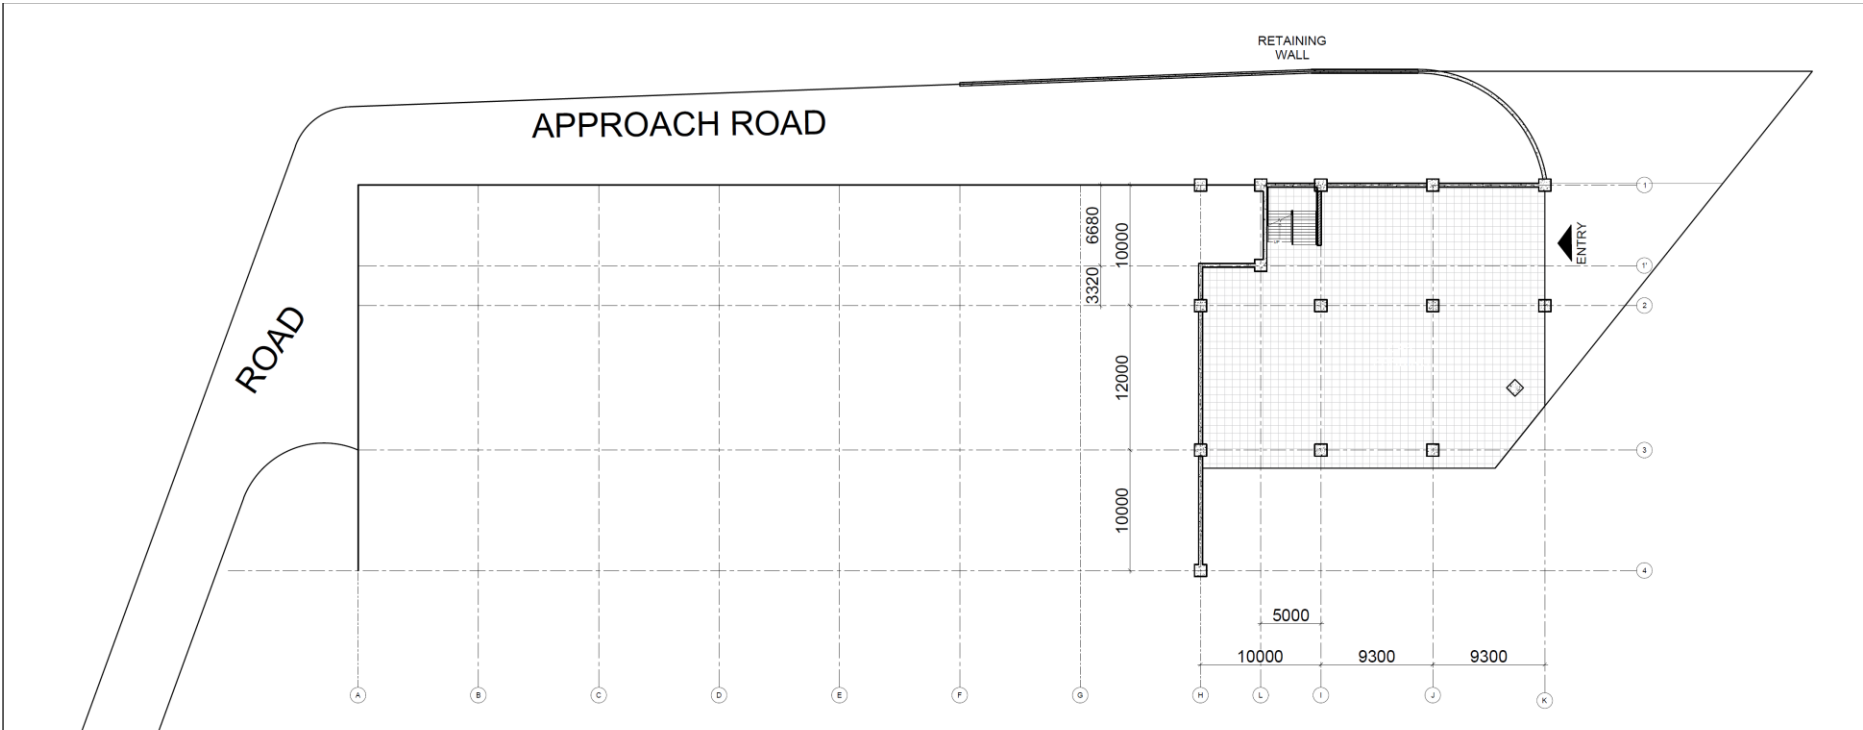 RETAINING
WALL
APPROACH ROAD
1
6680
10000
ENTRY
1'
3320
2
ROAD
12000
3
10000
4
5000
10000
9300
9300
A
B
C
D
E
F
G
H
L
I
J
K